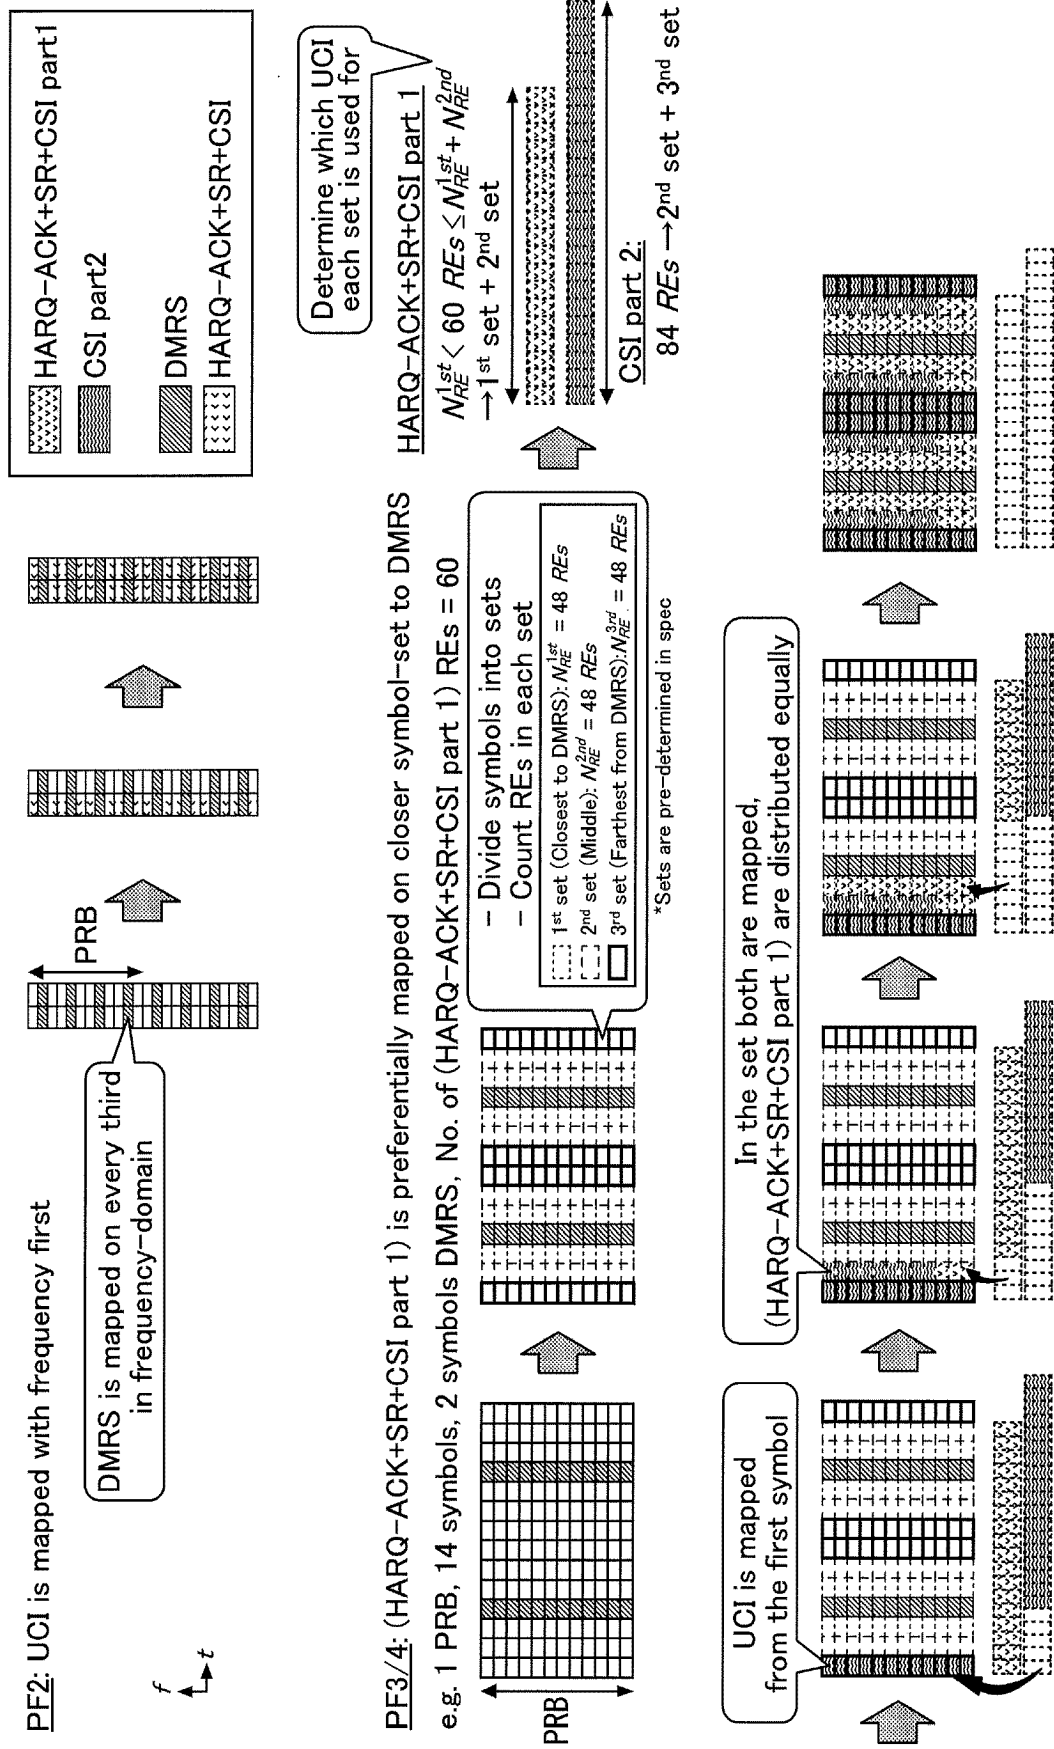 PF2: UCI is mapped with frequency first
f
t
DMRS is mapped on every third
in frequency-domain
PRB
HARQ-ACK+SR+CSI part1
CSI part2
DMRS
HARQ-ACK+SR+CSI
PF3/4: (HARQ-ACK+SR+CSI part 1) is preferentially mapped on closer symbol-set to DMRS
e.g. 1 PRB, 14 symbols, 2 symbols DMRS, No. of (HARQ-ACK+SR+CSI part 1) REs = 60
PRB
- Divide symbols into sets
- Count REs in each set
1st set (Closest to DMRS): N_RE^1st = 48 REs
2nd set (Middle): N_RE^2nd = 48 REs
3rd set (Farthest from DMRS): N_RE^3rd = 48 REs
*Sets are pre-determined in spec
Determine which UCI
each set is used for
HARQ-ACK+SR+CSI part 1
N_RE^1st < 60 REs ≤ N_RE^1st + N_RE^2nd
→1st set + 2nd set
CSI part 2:
84 REs →2nd set + 3nd set
UCI is mapped
from the first symbol
In the set both are mapped,
(HARQ-ACK+SR+CSI part 1) are distributed equally